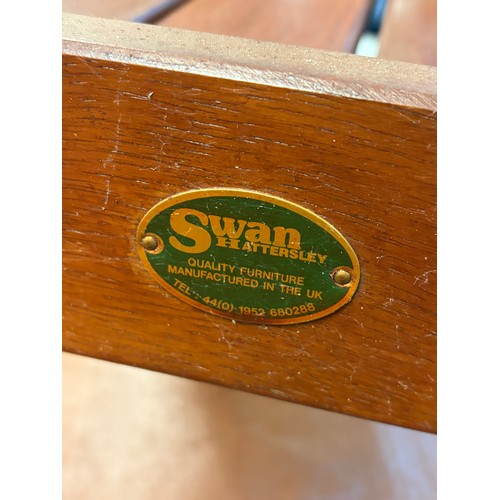 Swan
HATTERSLEY
QUALITY FURNITURE
MANUFACTURED IN THE UK
TEL: 44(0) 1952 680288